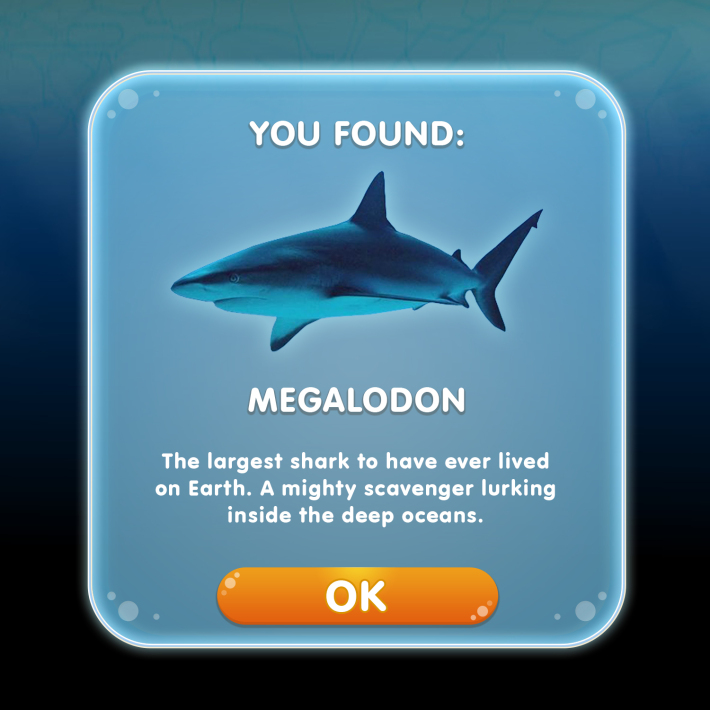 YOU FOUND:
MEGALODON
The largest shark to have ever lived
on Earth. A mighty scavenger lurking
inside the deep oceans.
OK